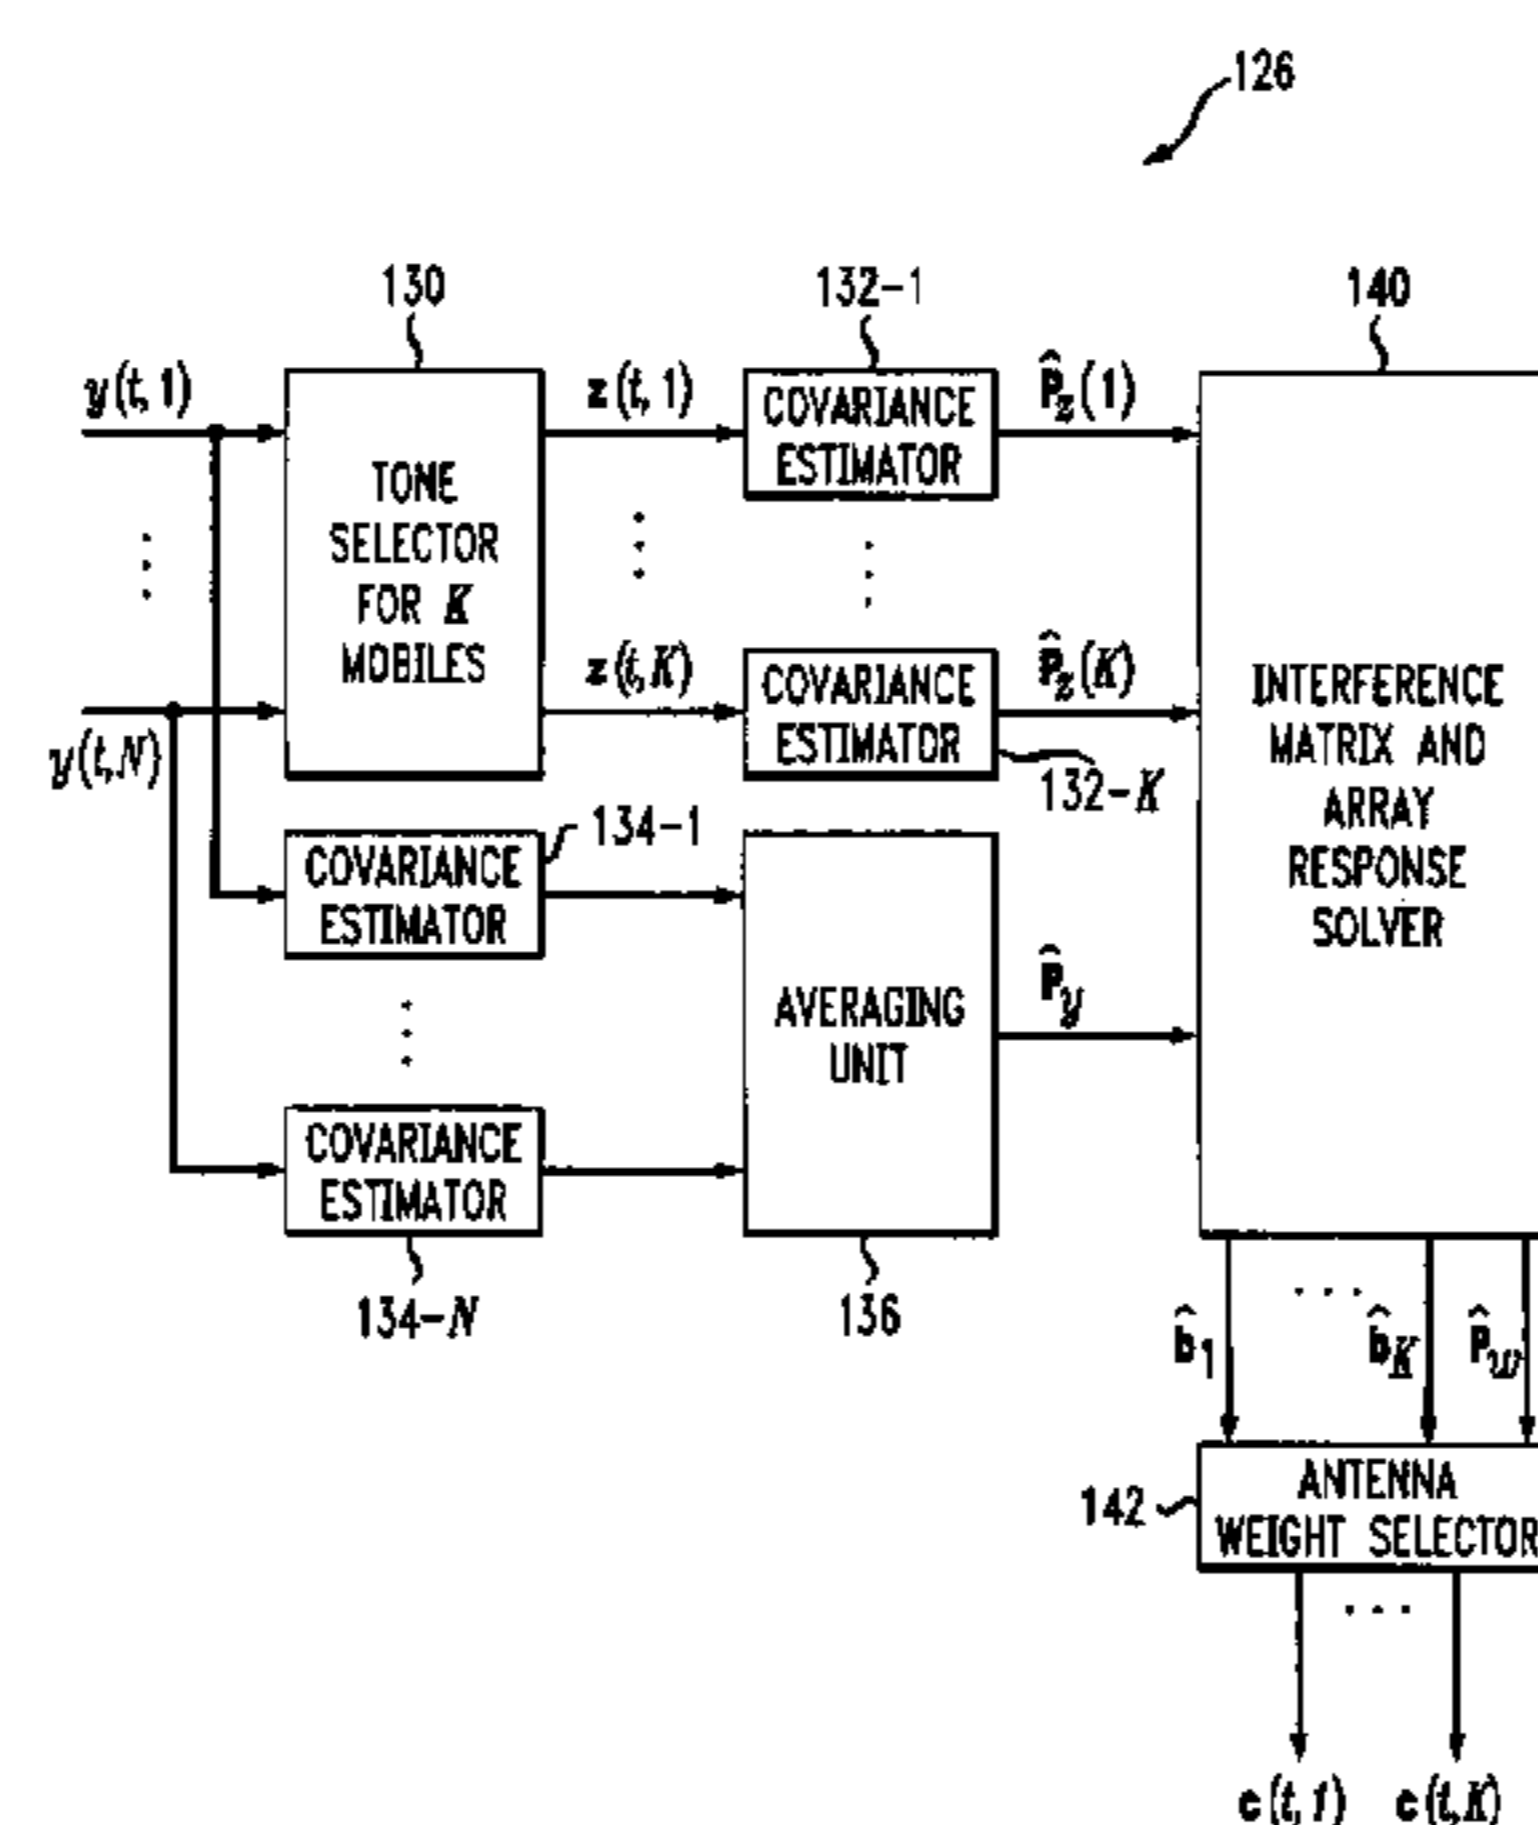 126
130
132-1
140
y(t,1)
z(t,1)
P̂z(1)
TONE
SELECTOR
FOR K
MOBILES
COVARIANCE
ESTIMATOR
z(t,K)
P̂z(K)
COVARIANCE
ESTIMATOR
132-K
y(t,N)
INTERFERENCE
MATRIX AND
ARRAY
RESPONSE
SOLVER
134-1
COVARIANCE
ESTIMATOR
AVERAGING
UNIT
P̂y
COVARIANCE
ESTIMATOR
134-N
136
b̂1
b̂K
P̂w
142
ANTENNA
WEIGHT SELECTOR
c(t,1)
c(t,K)